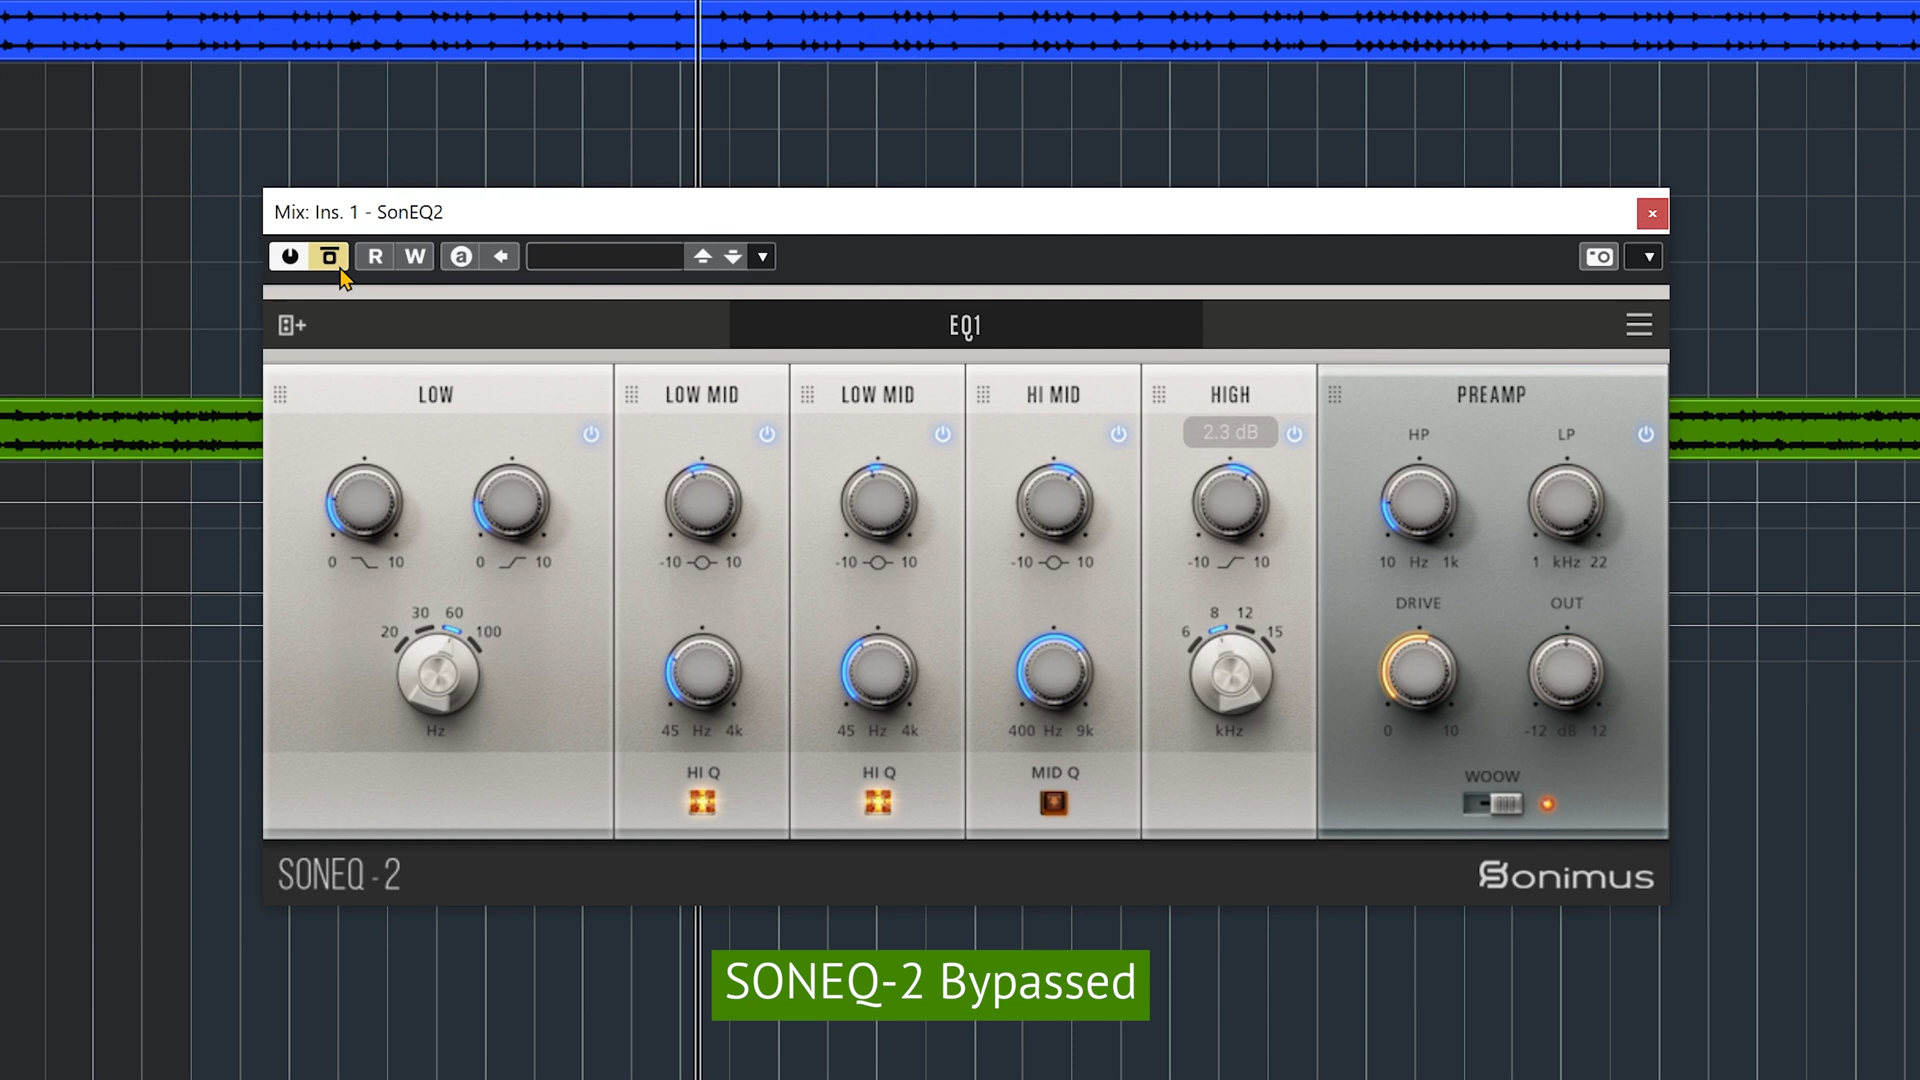 Mix: Ins. 1 - SonEQ2
R W a
EQ1
LOW
LOW MID
LOW MID
HI MID
HIGH
PREAMP
2.3 dB
HP
LP
0 10
0 10
-10 10
-10 10
-10 10
-10 10
10 Hz 1k
1 kHz 22
DRIVE
OUT
20 30 60 100
Hz
45 Hz 4k
45 Hz 4k
400 Hz 9k
6 8 12 15
kHz
0 10
-12 dB 12
HI Q
HI Q
MID Q
WOOW
SONEQ - 2
Sonimus
SONEQ-2 Bypassed